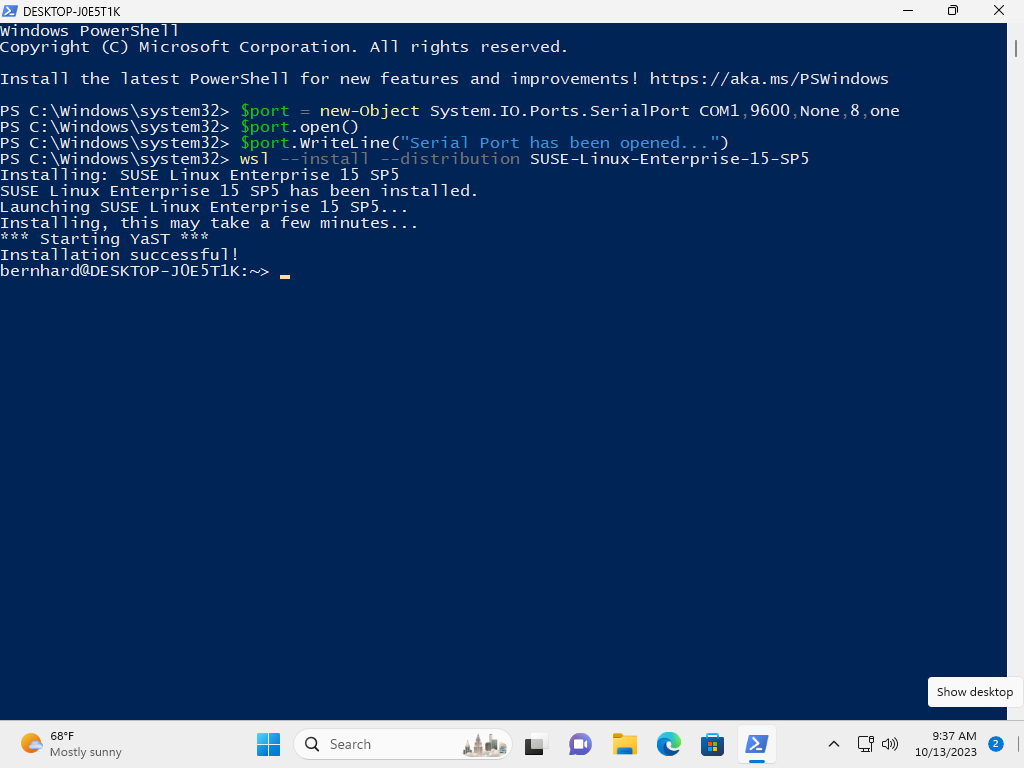 DESKTOP-J0E5T1K
Windows PowerShell
Copyright (C) Microsoft Corporation. All rights reserved.
Install the latest PowerShell for new features and improvements! https://aka.ms/PSWindows
PS C:\Windows\system32> $port = new-Object System.IO.Ports.SerialPort COM1,9600,None,8,one
PS C:\Windows\system32> $port.open()
PS C:\Windows\system32> $port.WriteLine("Serial Port has been opened...")
PS C:\Windows\system32> wsl --install --distribution SUSE-Linux-Enterprise-15-SP5
Installing: SUSE Linux Enterprise 15 SP5
SUSE Linux Enterprise 15 SP5 has been installed.
Launching SUSE Linux Enterprise 15 SP5...
Installing, this may take a few minutes...
*** Starting YaST ***
Installation successful!
bernhard@DESKTOP-J0E5T1K:~>
Show desktop
68°F
Mostly sunny
Search
9:37 AM
10/13/2023
2